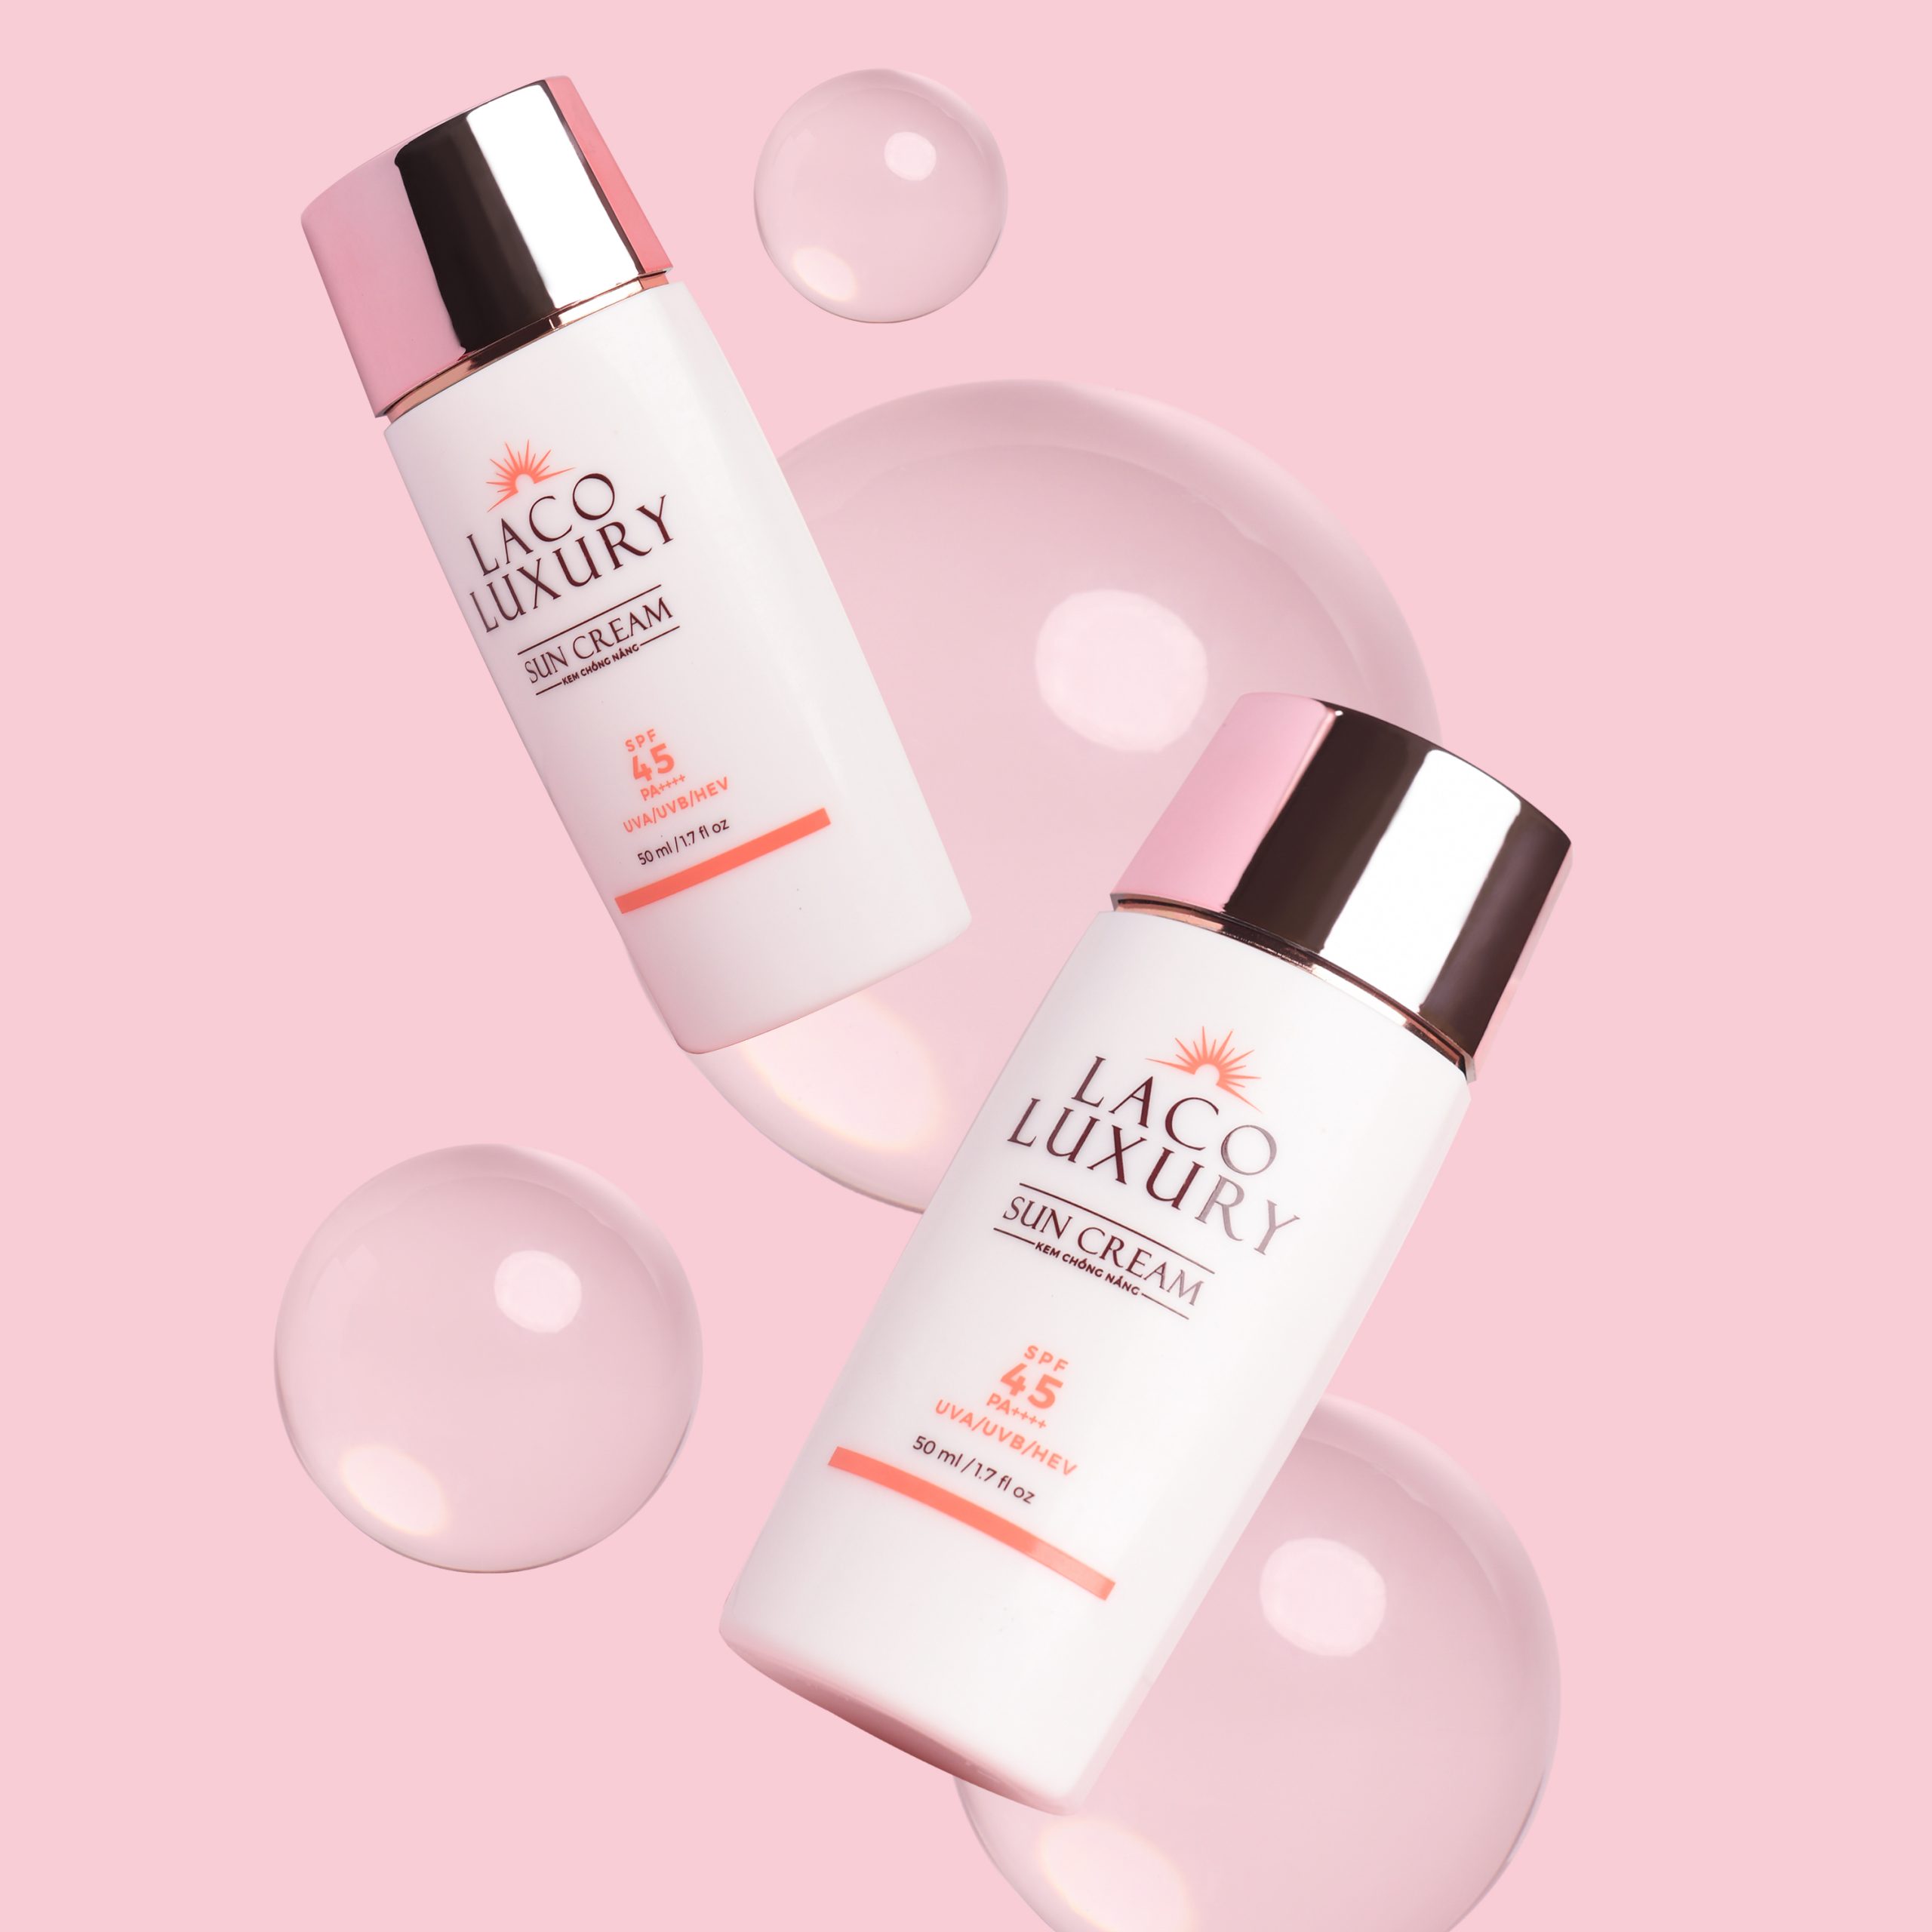 LACO
LUXURY
SUN CREAM
KEM CHỐNG NẮNG
SPF
45
PA++++
UVA/UVB/HEV
50 ml / 1.7 fl oz
LACO
LUXURY
SUN CREAM
KEM CHỐNG NẮNG
SPF
45
PA++++
UVA/UVB/HEV
50 ml / 1.7 fl oz